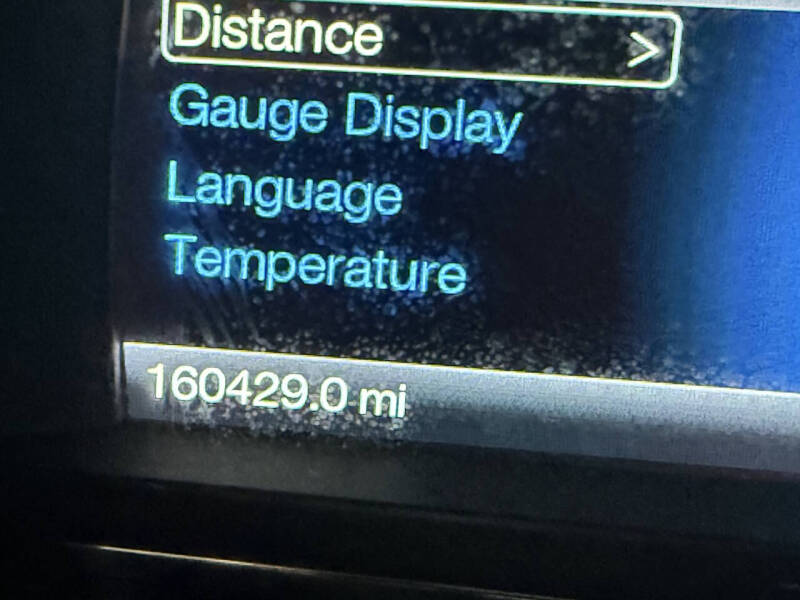 Distance >
Gauge Display
Language
Temperature
160429.0 mi